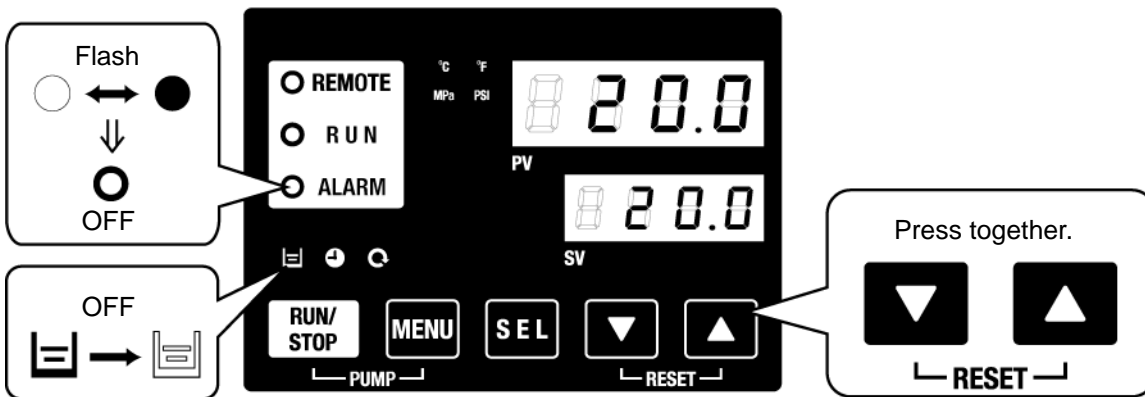 Flash
OFF
OFF
REMOTE
RUN
ALARM
°C °F
MPa PSI
20.0
PV
20.0
SV
RUN/
STOP
MENU
SEL
PUMP
RESET
Press together.
RESET